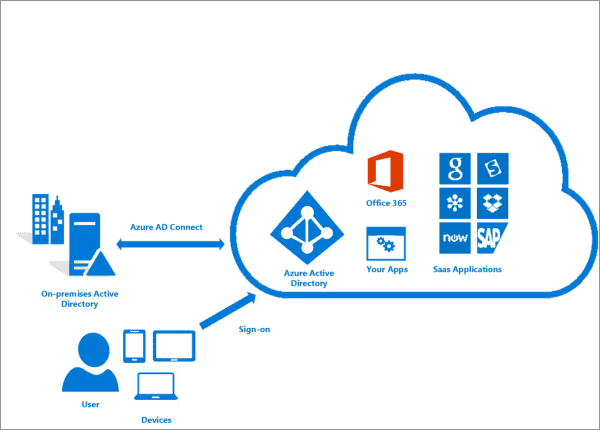 Office 365
g
now
SAP
Azure AD Connect
Azure Active
Directory
Your Apps
Saas Applications
On-premises Active
Directory
Sign-on
User
Devices